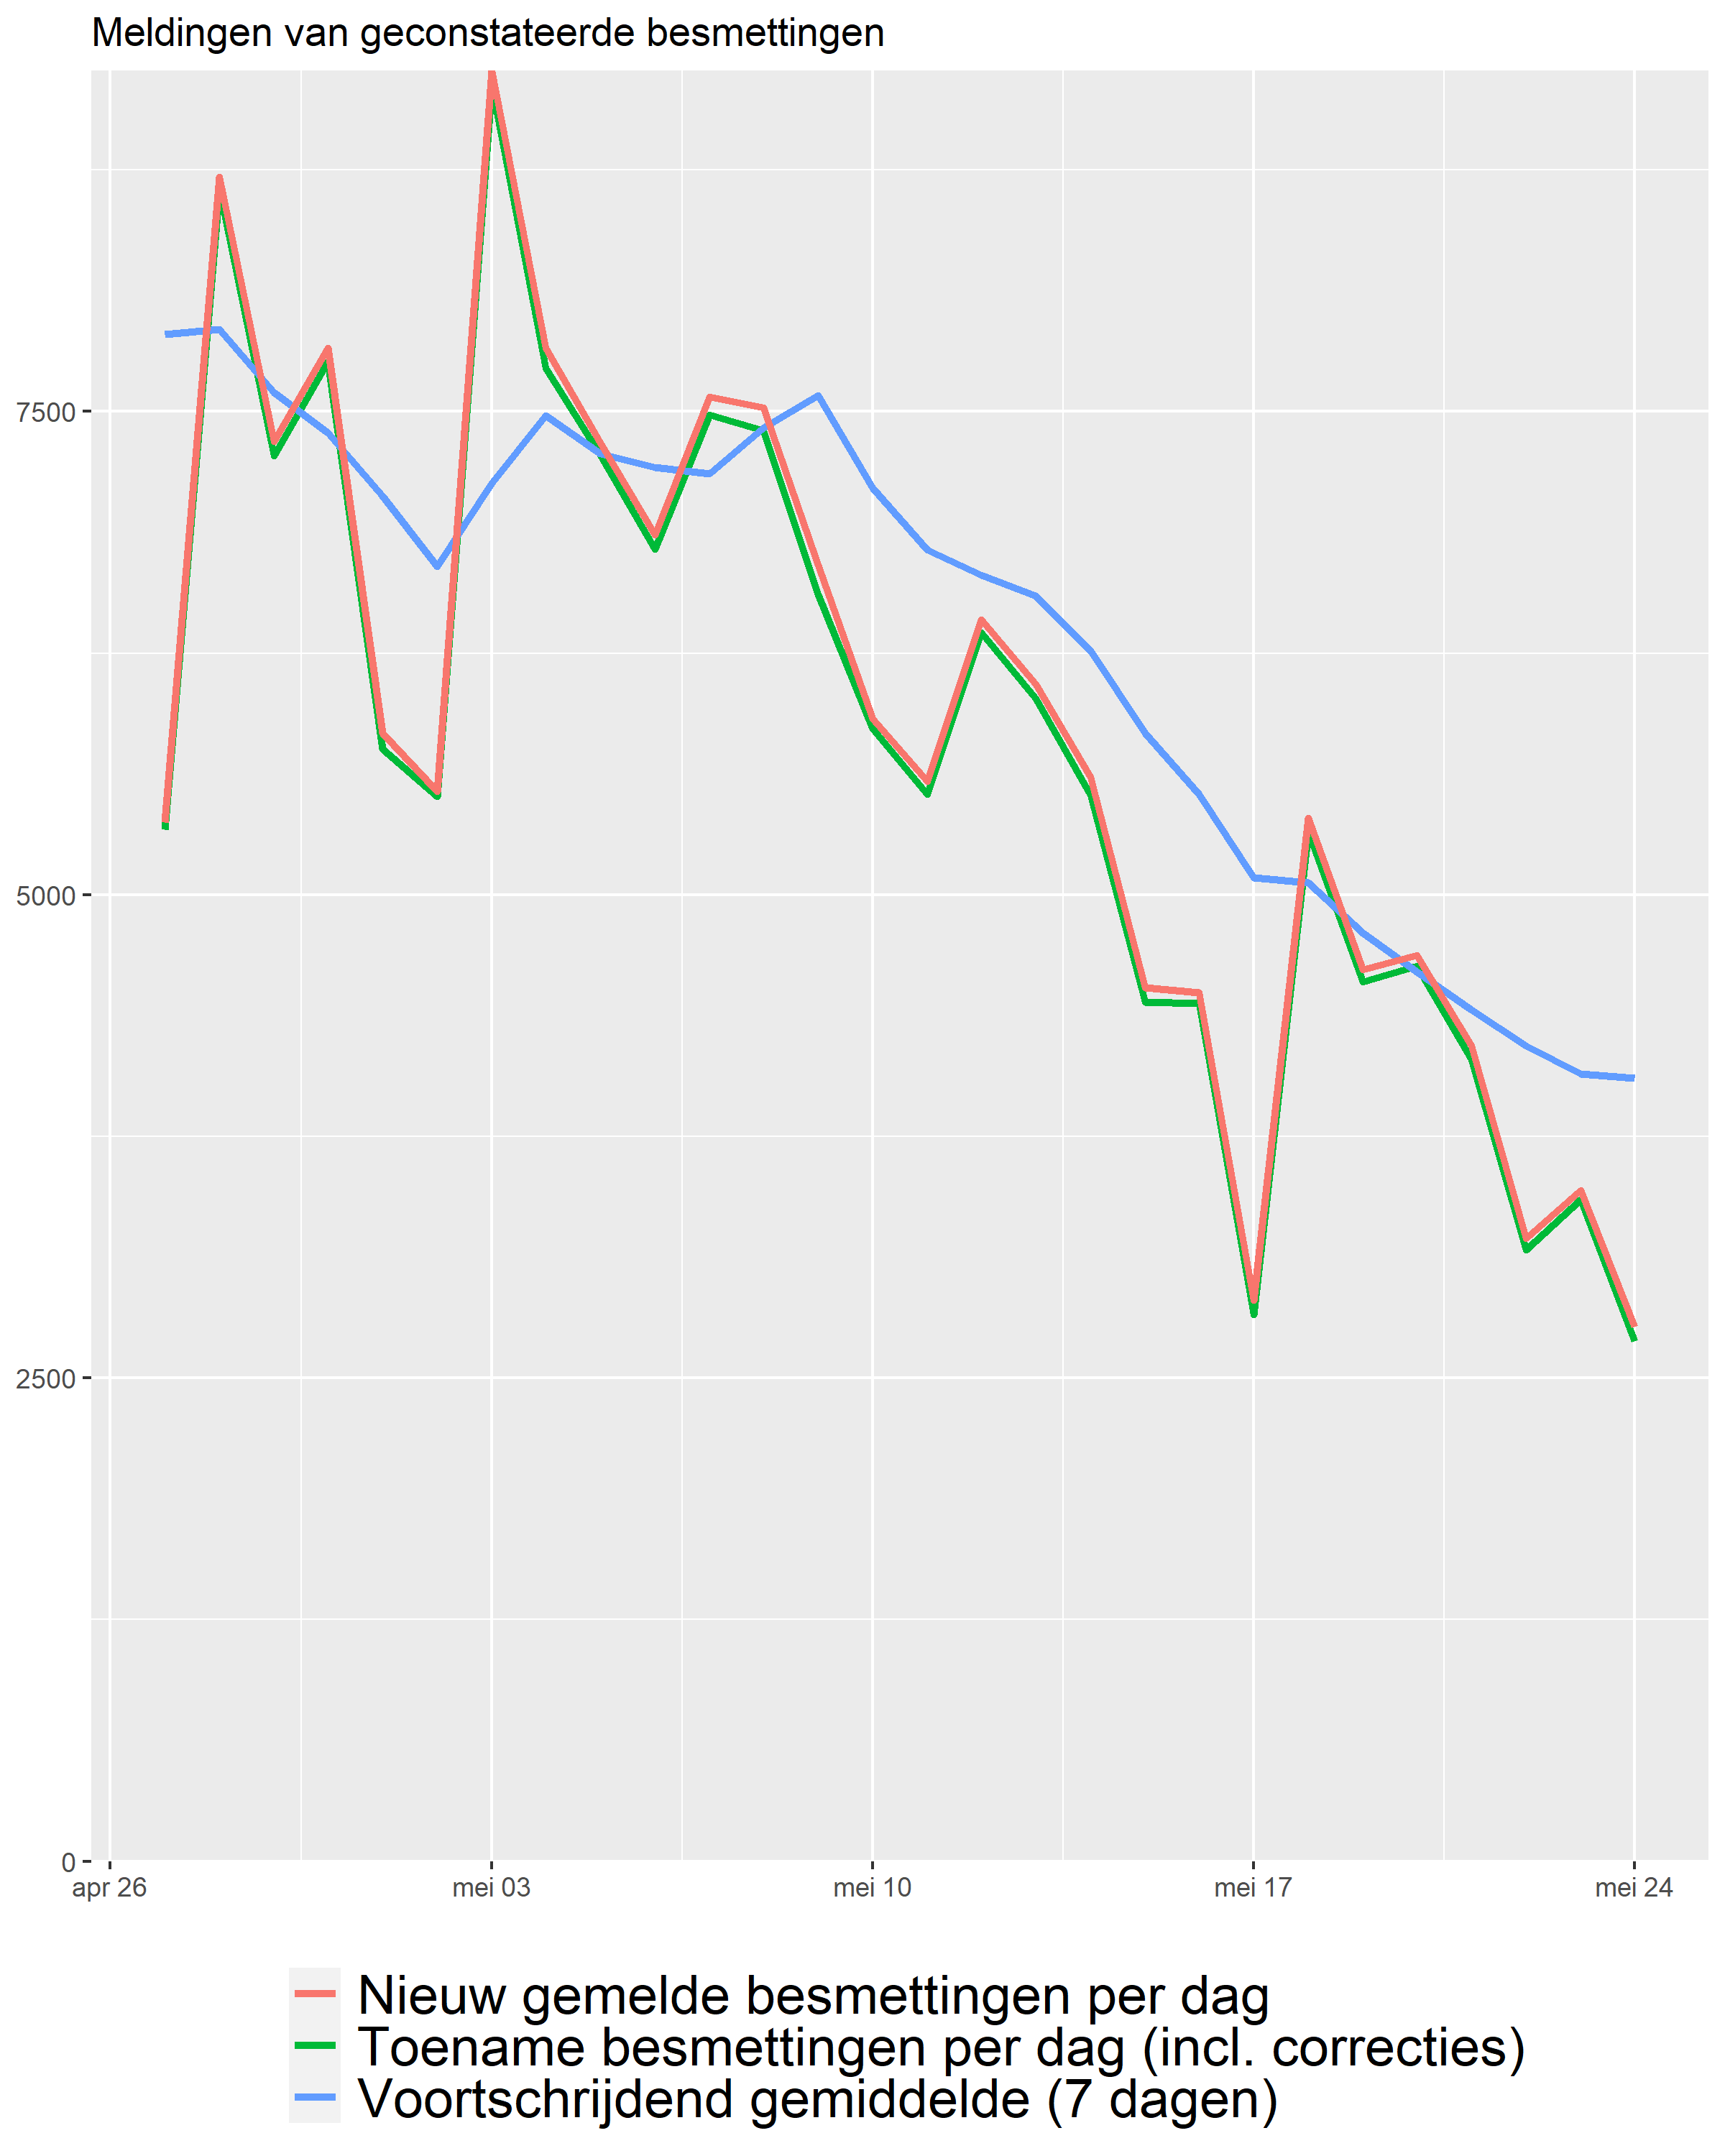 Meldingen van geconstateerde besmettingen
7500
5000
2500
0
apr 26
mei 03
mei 10
mei 17
mei 24
Nieuw gemelde besmettingen per dag
Toename besmettingen per dag (incl. correcties)
Voortschrijdend gemiddelde (7 dagen)